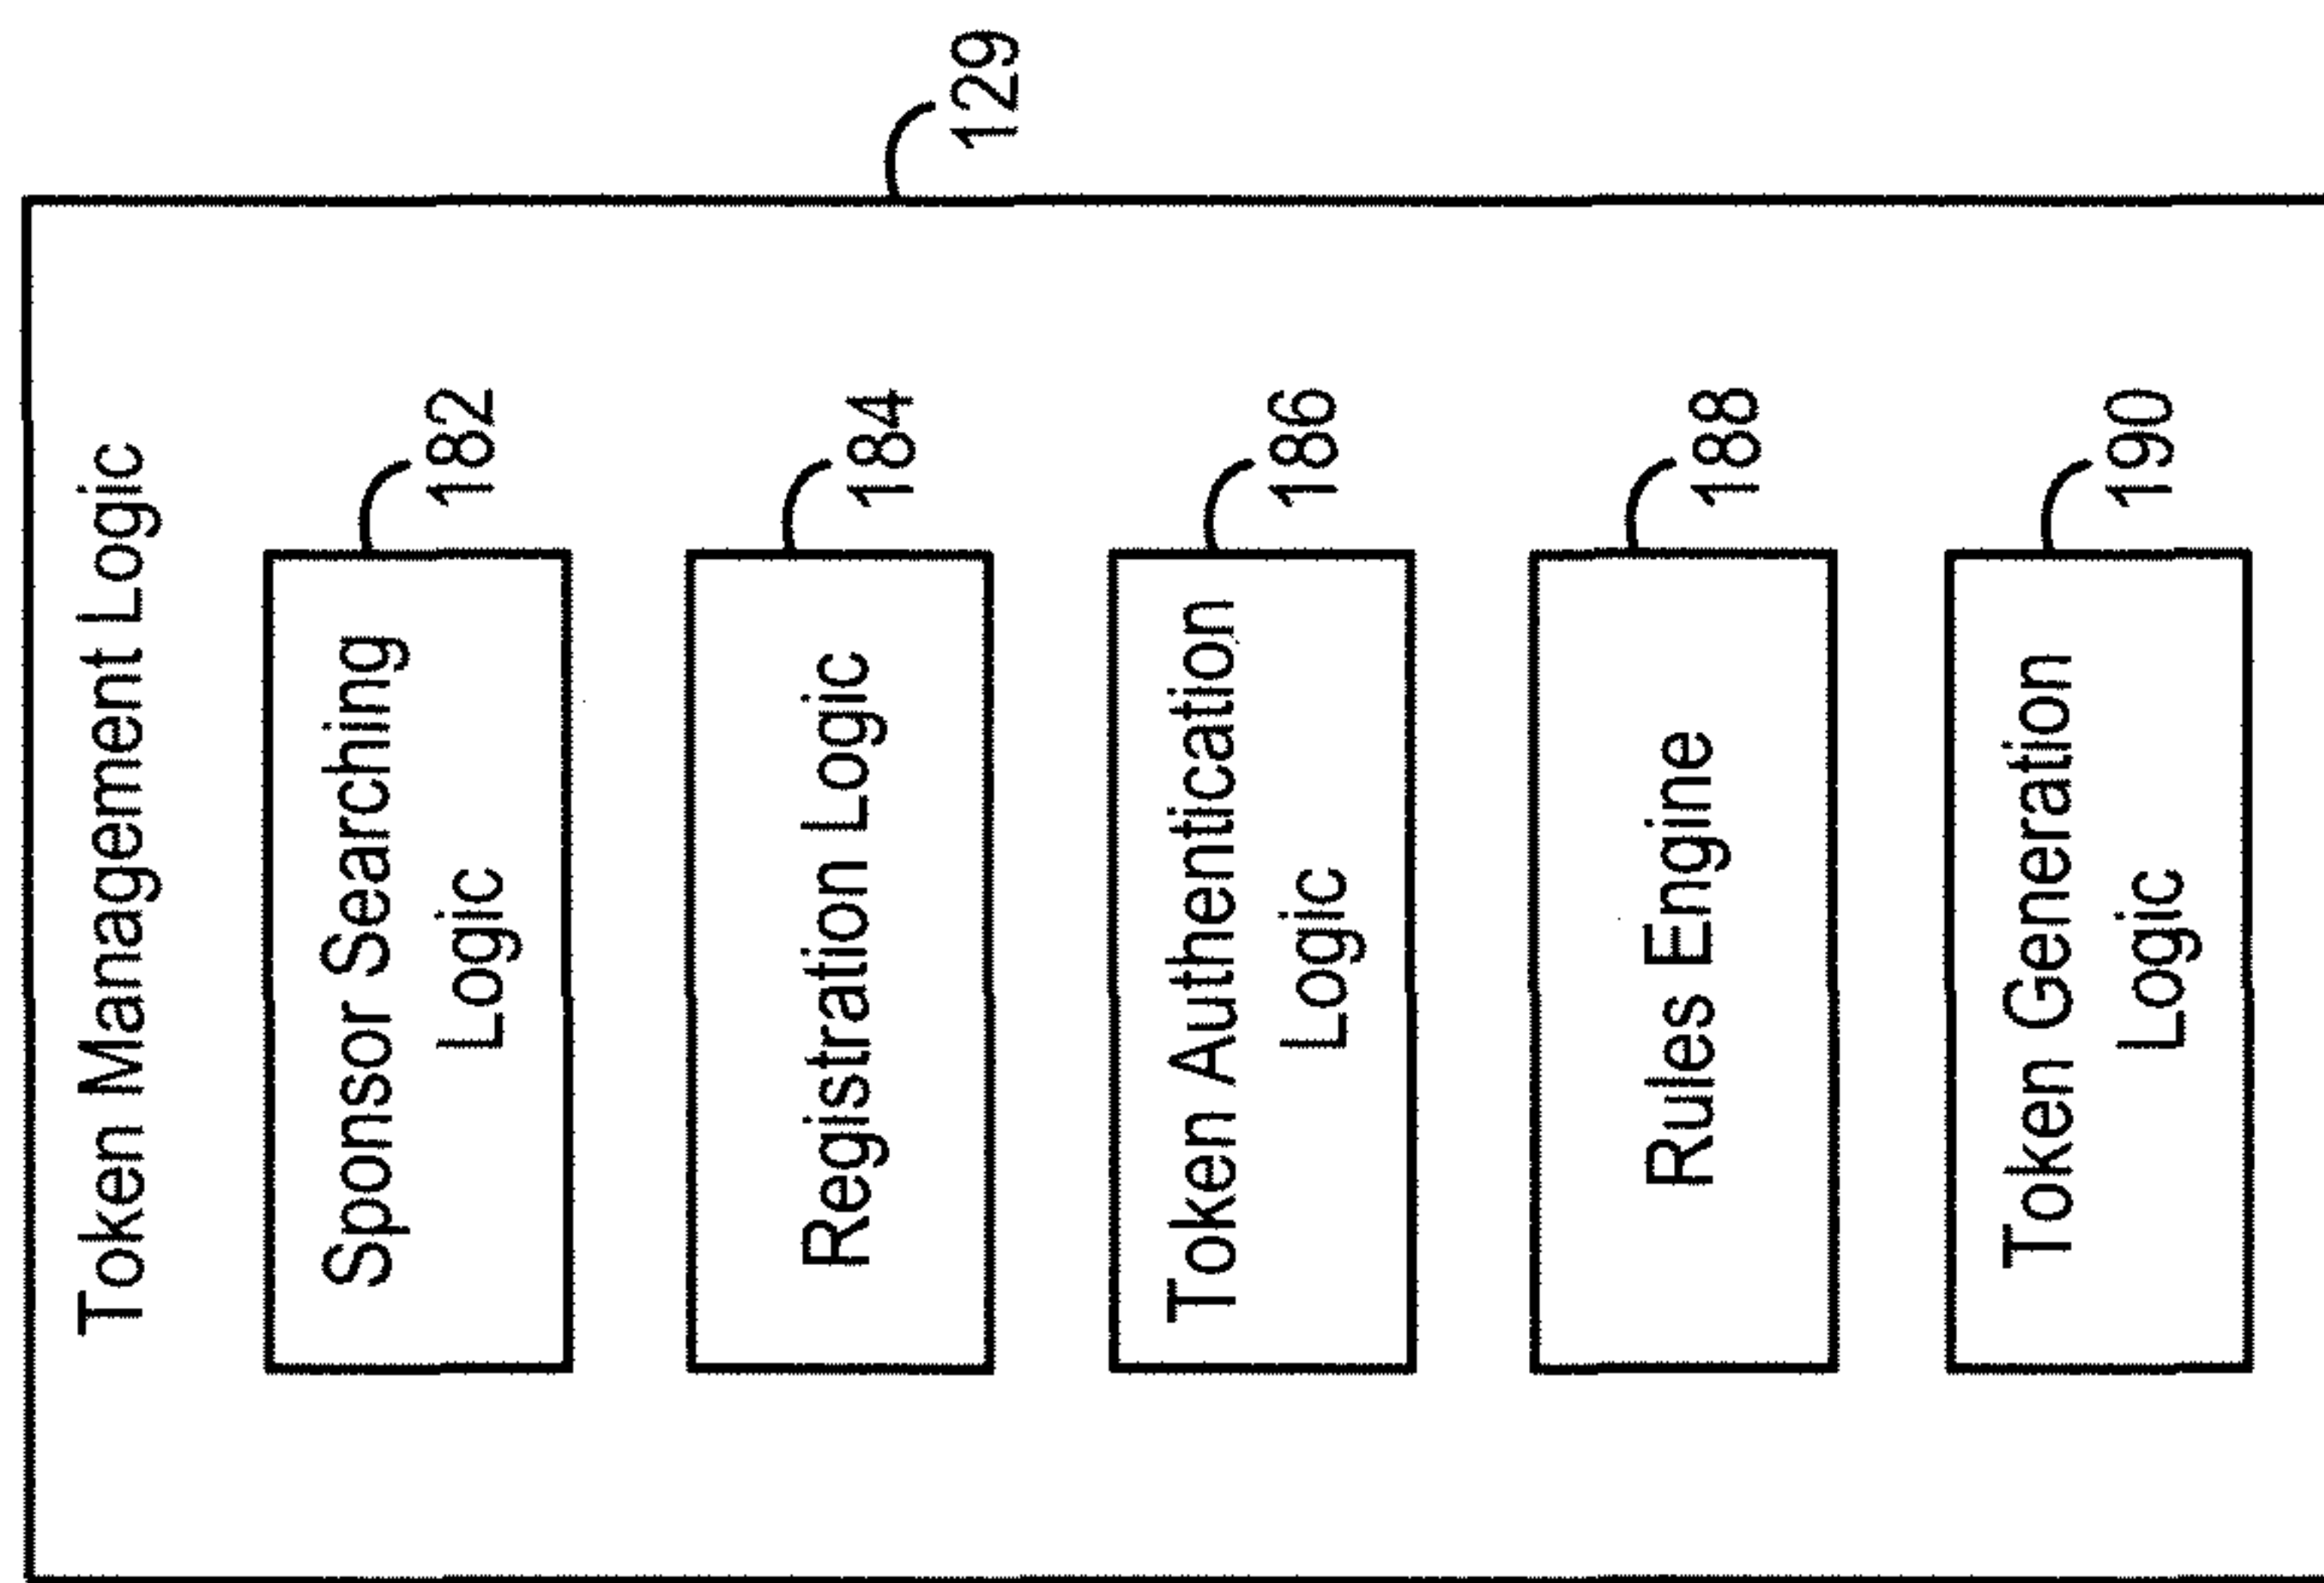 Token Management Logic
129
Sponsor Searching
Logic
182
Registration Logic
184
Token Authentication
Logic
186
Rules Engine
188
Token Generation
Logic
190